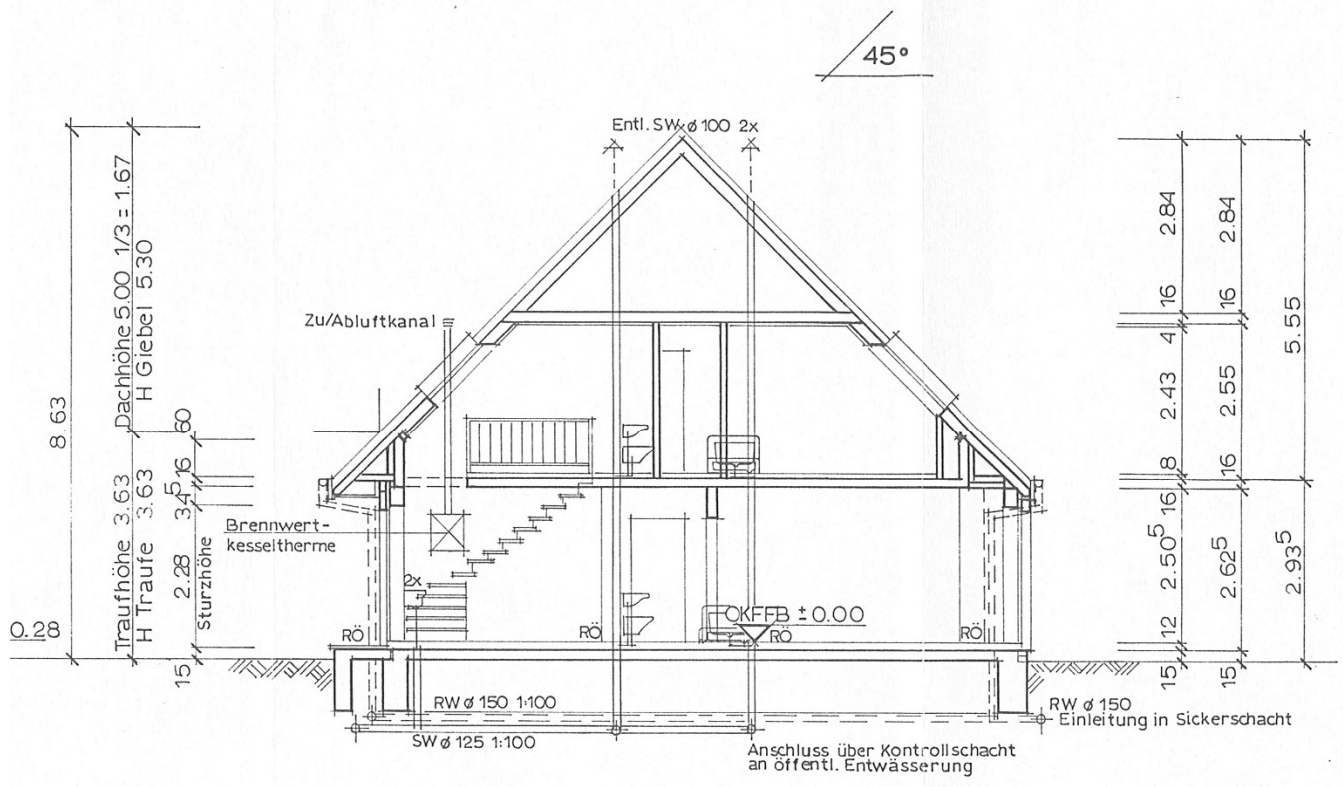 45°
Entl. SW ø 100 2x
8.63
Dachhöhe 5.00 1/3 = 1.67
H Giebel 5.30
Traufhöhe 3.63
H Traufe 3.63
60
16
34⁵
2.28
Sturzhöhe
15
0.28
Zu/Abluftkanal
Brennwert-
kesseltherme
2x
RÖ
RÖ
OKFFB ±0.00
RÖ
RÖ
2.84
16
4
2.43
8
16
2.50⁵
12
15
2.84
16
2.55
16
2.62⁵
15
5.55
2.93⁵
RW ø 150 1:100
SW ø 125 1:100
RW ø 150
Einleitung in Sickerschacht
Anschluss über Kontrollschacht
an öffentl. Entwässerung